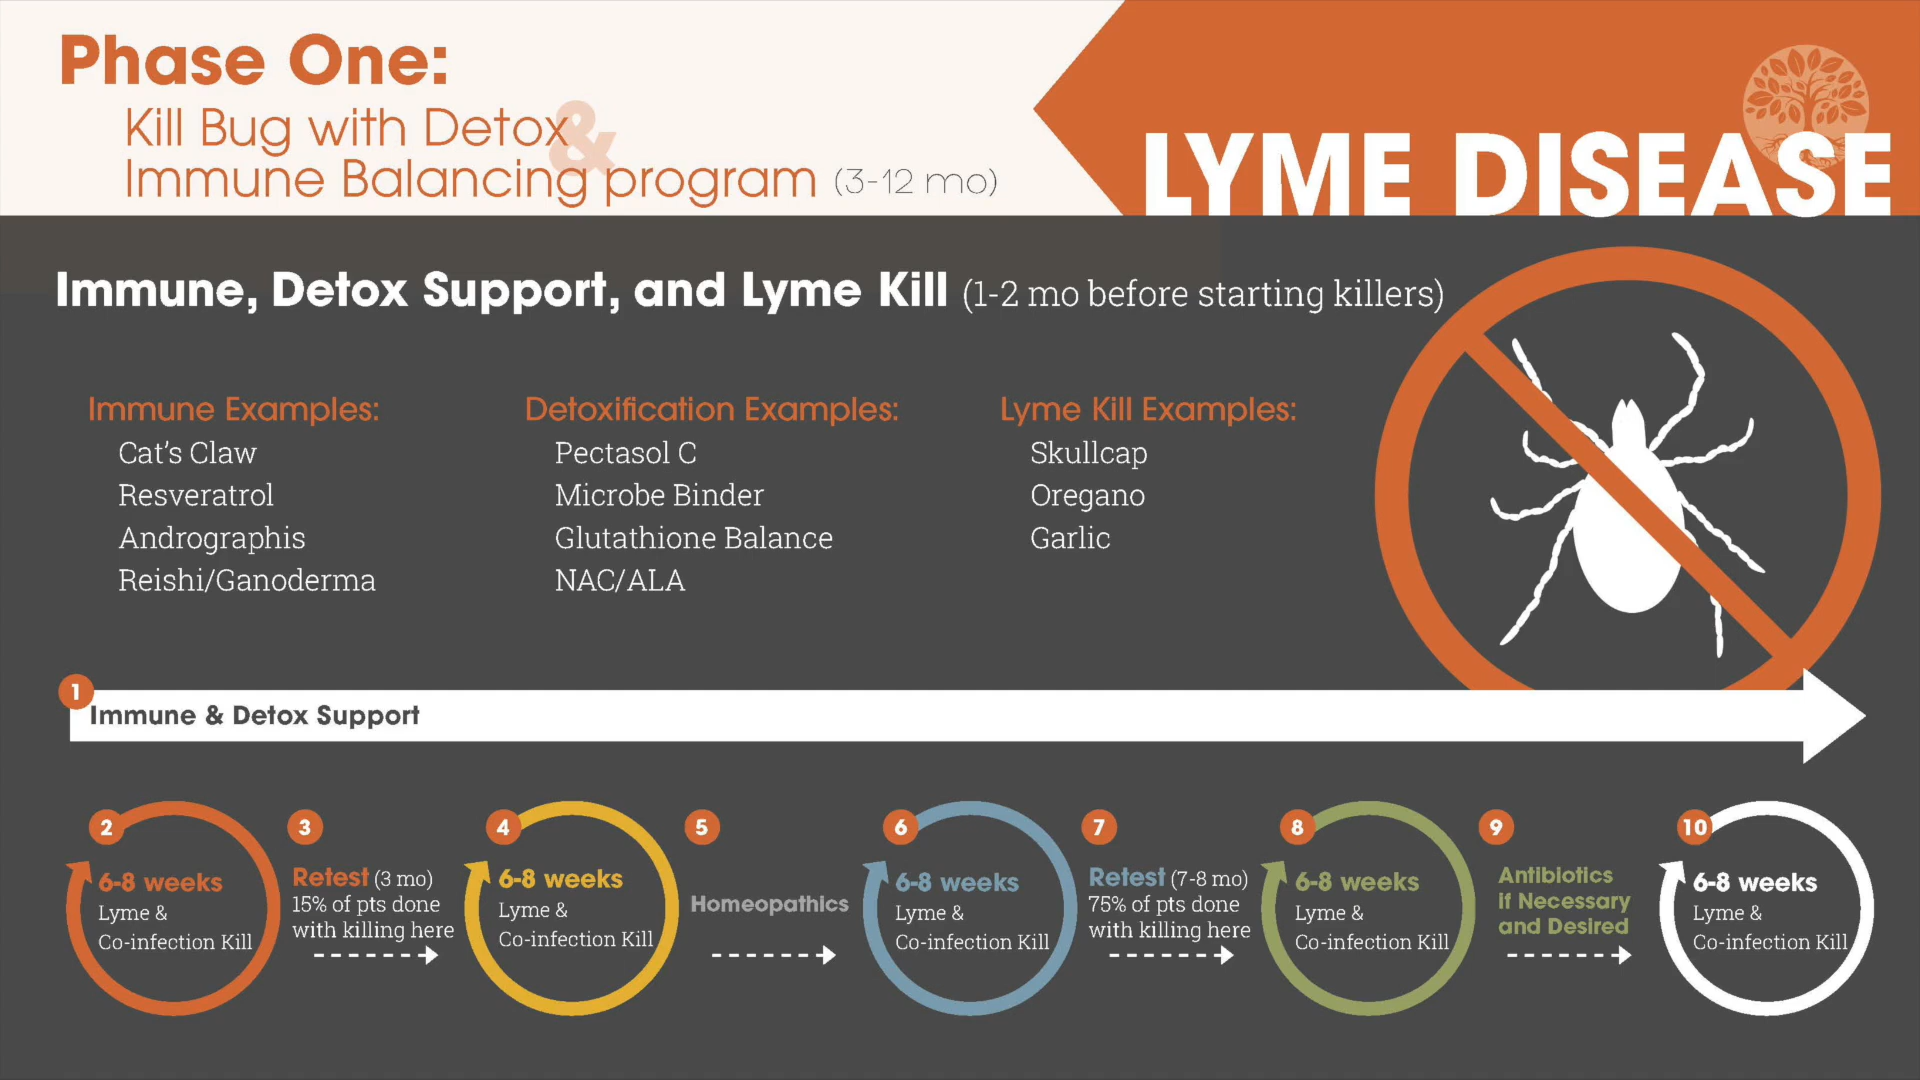 Phase One:
Kill Bug with Detox
&
Immune Balancing program (3-12 mo)
LYME DISEASE
Immune, Detox Support, and Lyme Kill (1-2 mo before starting killers)
Immune Examples:
Cat's Claw
Resveratrol
Andrographis
Reishi/Ganoderma
Detoxification Examples:
Pectasol C
Microbe Binder
Glutathione Balance
NAC/ALA
Lyme Kill Examples:
Skullcap
Oregano
Garlic
1
Immune & Detox Support
2
6-8 weeks
Lyme &
Co-infection Kill
3
Retest (3 mo)
15% of pts done
with killing here
4
6-8 weeks
Lyme &
Co-infection Kill
5
Homeopathics
6
6-8 weeks
Lyme &
Co-infection Kill
7
Retest (7-8 mo)
75% of pts done
with killing here
8
6-8 weeks
Lyme &
Co-infection Kill
9
Antibiotics
If Necessary
and Desired
10
6-8 weeks
Lyme &
Co-infection Kill